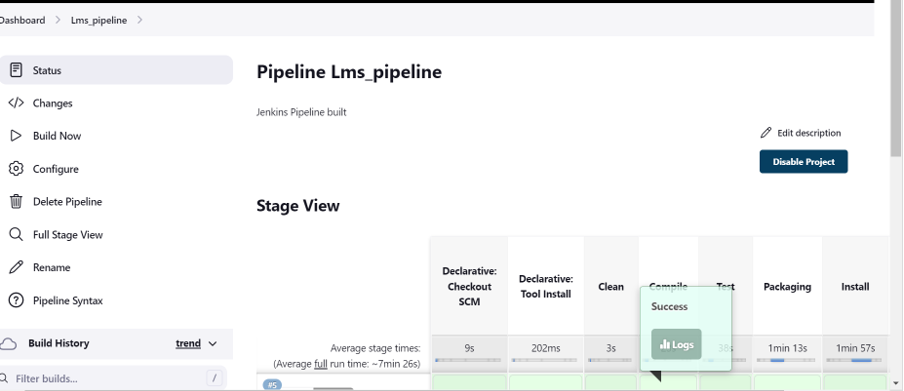 Dashboard > Lms_pipeline >
Status
Changes
Build Now
Configure
Delete Pipeline
Full Stage View
Rename
Pipeline Syntax
Build History
trend
Filter builds...
/
Pipeline Lms_pipeline
Jenkins Pipeline built
Edit description
Disable Project
Stage View
Declarative:
Checkout
SCM
Declarative:
Tool Install
Clean
Compile
Test
Packaging
Install
Success
Logs
Average stage times:
(Average full run time: ~7min 26s)
9s
202ms
3s
38s
1min 13s
1min 57s
#5